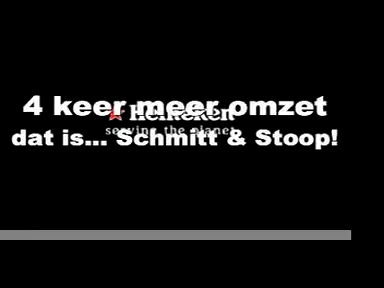 4 keer meer omzet
Heineken
serving the planet
dat is... Schmitt & Stoop!